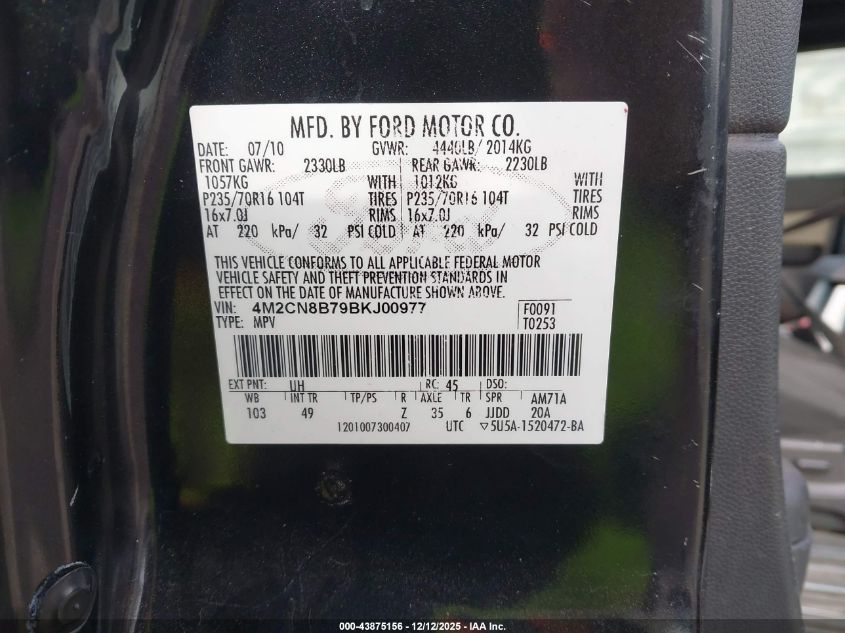 MFD. BY FORD MOTOR CO.
DATE: 07/10 GVWR: 4440LB/ 2014KG
FRONT GAWR: 2330LB REAR GAWR: 2230LB
1057KG WITH 1012KG WITH
P235/70R16 104T TIRES P235/70R16 104T TIRES
16x7.0J RIMS 16x7.0J RIMS
AT 220 kPa/ 32 PSI COLD AT 220 kPa/ 32 PSI COLD
THIS VEHICLE CONFORMS TO ALL APPLICABLE FEDERAL MOTOR
VEHICLE SAFETY AND THEFT PREVENTION STANDARDS IN
EFFECT ON THE DATE OF MANUFACTURE SHOWN ABOVE.
VIN: 4M2CN8B79BKJ00977 F0091
TYPE: MPV T0253
EXT PNT: UH RC: 45 DSO:
WB INT TR TP/PS R AXLE TR SPR AM71A
103 49 Z 35 6 JJDD 20A
1201007300407 UTC ▽5U5A-1520472-BA
000-43875156 - 12/12/2025 - IAA Inc.